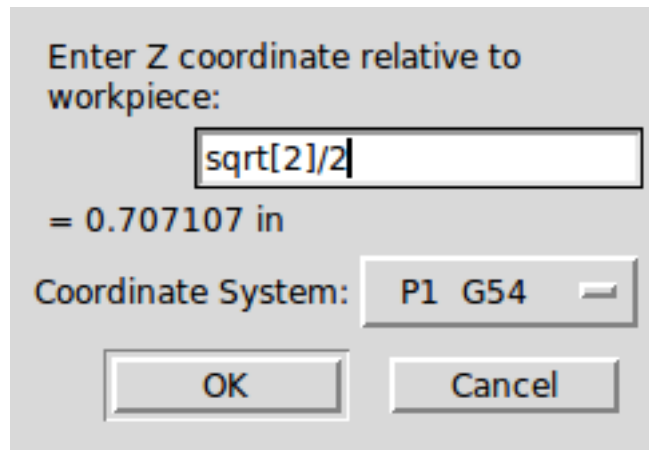 Enter Z coordinate relative to
workpiece:
sqrt[2]/2
= 0.707107 in
Coordinate System: P1 G54
OK Cancel